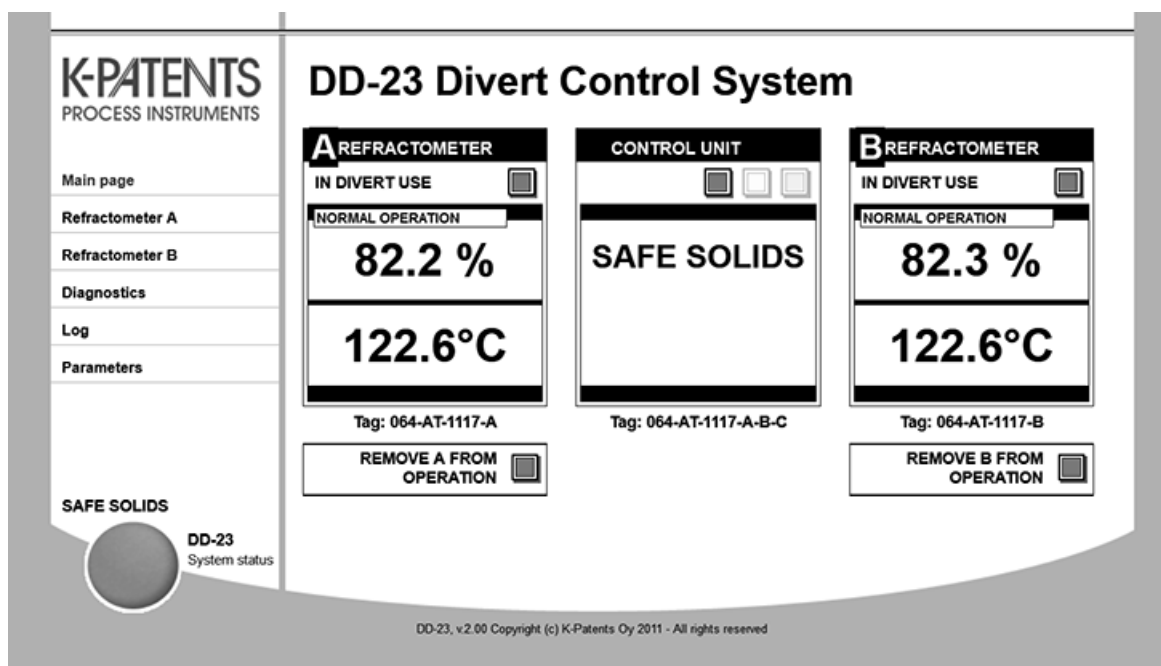 K-PATENTS
PROCESS INSTRUMENTS
Main page
Refractometer A
Refractometer B
Diagnostics
Log
Parameters
SAFE SOLIDS
DD-23
System status
DD-23 Divert Control System
A REFRACTOMETER
IN DIVERT USE
NORMAL OPERATION
82.2 %
122.6°C
Tag: 064-AT-1117-A
REMOVE A FROM
OPERATION
CONTROL UNIT
SAFE SOLIDS
Tag: 064-AT-1117-A-B-C
B REFRACTOMETER
IN DIVERT USE
NORMAL OPERATION
82.3 %
122.6°C
Tag: 064-AT-1117-B
REMOVE B FROM
OPERATION
DD-23, v.2.00 Copyright (c) K-Patents Oy 2011 - All rights reserved